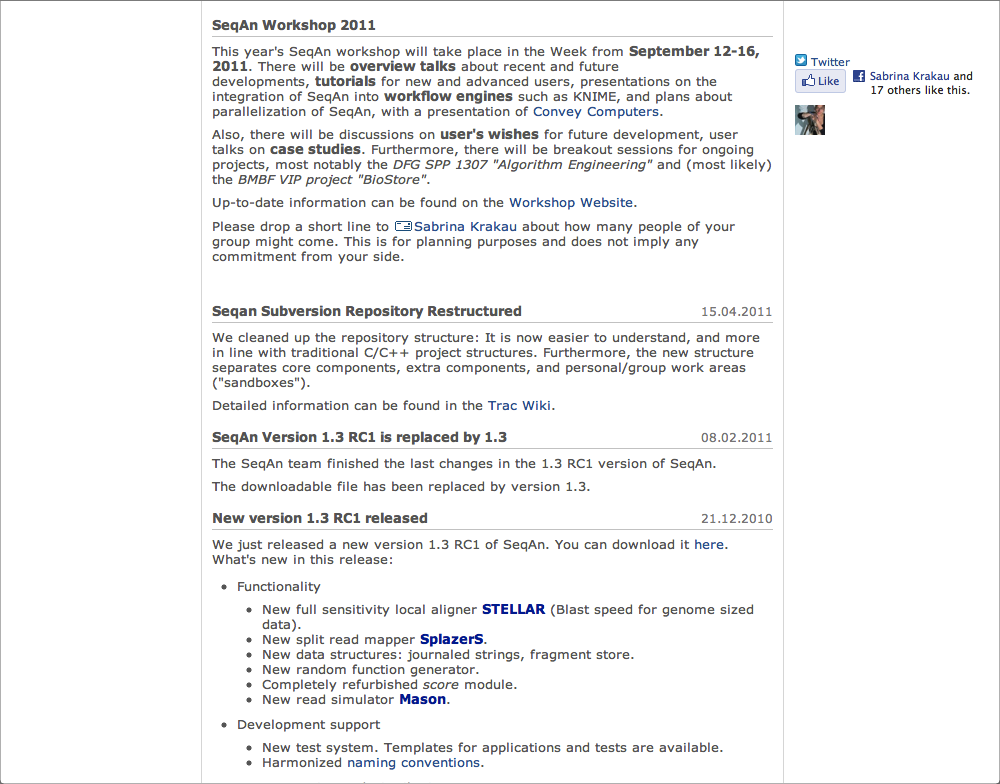 SeqAn Workshop 2011
This year's SeqAn workshop will take place in the Week from September 12-16,
2011. There will be overview talks about recent and future
developments, tutorials for new and advanced users, presentations on the
integration of SeqAn into workflow engines such as KNIME, and plans about
parallelization of SeqAn, with a presentation of Convey Computers.
Also, there will be discussions on user's wishes for future development, user
talks on case studies. Furthermore, there will be breakout sessions for ongoing
projects, most notably the DFG SPP 1307 "Algorithm Engineering" and (most likely)
the BMBF VIP project "BioStore".
Up-to-date information can be found on the Workshop Website.
Please drop a short line to Sabrina Krakau about how many people of your
group might come. This is for planning purposes and does not imply any
commitment from your side.
Seqan Subversion Repository Restructured 15.04.2011
We cleaned up the repository structure: It is now easier to understand, and more
in line with traditional C/C++ project structures. Furthermore, the new structure
separates core components, extra components, and personal/group work areas
("sandboxes").
Detailed information can be found in the Trac Wiki.
SeqAn Version 1.3 RC1 is replaced by 1.3 08.02.2011
The SeqAn team finished the last changes in the 1.3 RC1 version of SeqAn.
The downloadable file has been replaced by version 1.3.
New version 1.3 RC1 released 21.12.2010
We just released a new version 1.3 RC1 of SeqAn. You can download it here.
What's new in this release:
• Functionality
• New full sensitivity local aligner STELLAR (Blast speed for genome sized
data).
• New split read mapper SplazerS.
• New data structures: journaled strings, fragment store.
• New random function generator.
• Completely refurbished score module.
• New read simulator Mason.
• Development support
• New test system. Templates for applications and tests are available.
• Harmonized naming conventions.
Twitter
Like
Sabrina Krakau and
17 others like this.